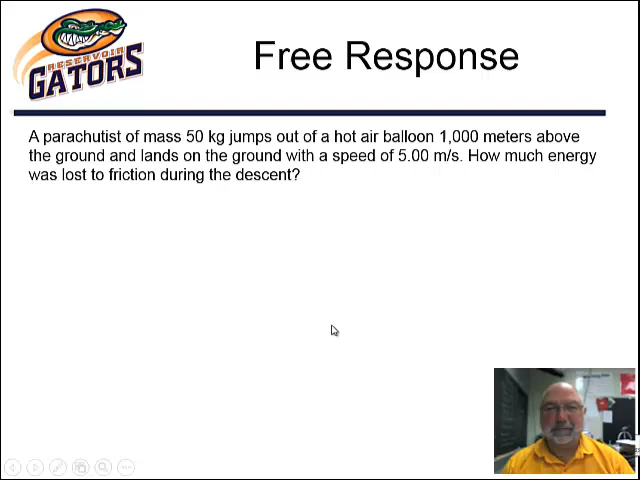 RESERVOIR
GATORS
Free Response
A parachutist of mass 50 kg jumps out of a hot air balloon 1,000 meters above
the ground and lands on the ground with a speed of 5.00 m/s. How much energy
was lost to friction during the descent?